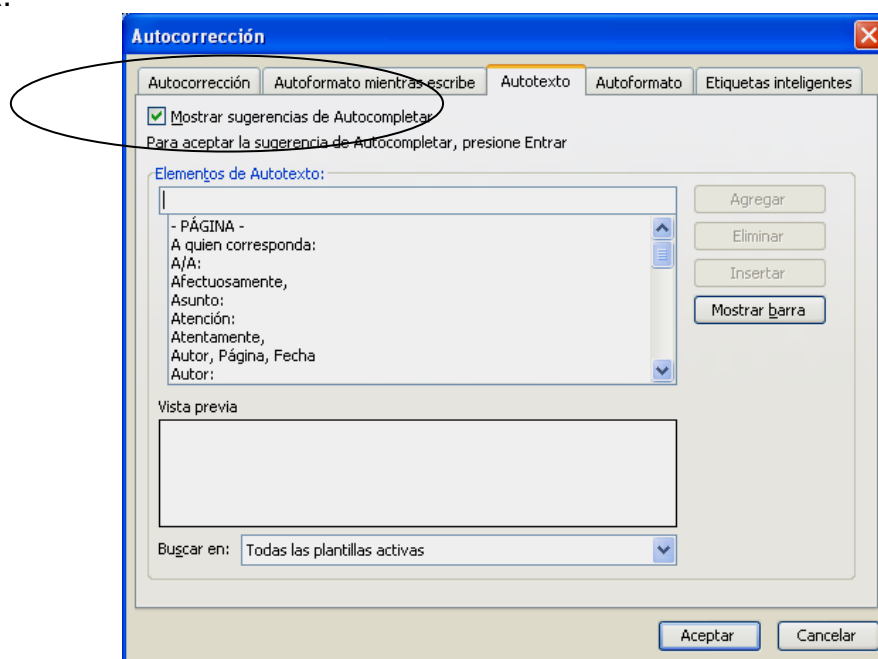 Autocorrección
Autocorrección Autoformato mientras escribe Autotexto Autoformato Etiquetas inteligentes
Mostrar sugerencias de Autocompletar
Para aceptar la sugerencia de Autocompletar, presione Entrar
Elementos de Autotexto:
Agregar
- PÁGINA -
A quien corresponda:
Eliminar
A/A:
Afectuosamente,
Insertar
Asunto:
Atención:
Mostrar barra
Atentamente,
Autor, Página, Fecha
Autor:
Vista previa
Buscar en: Todas las plantillas activas
Aceptar Cancelar